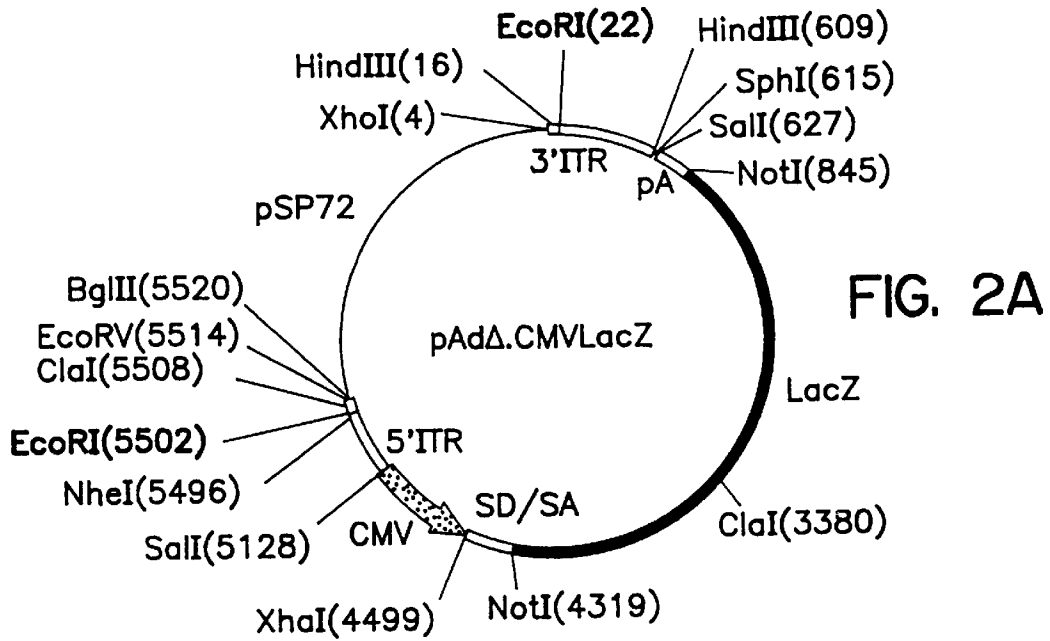 EcoRI(22)
HindIII(609)
HindIII(16)
SphI(615)
XhoI(4)
SalI(627)
3'ITR
pA
NotI(845)
pSP72
BglII(5520)
FIG. 2A
EcoRV(5514)
pAdΔ.CMVLacZ
ClaI(5508)
LacZ
EcoRI(5502)
5'ITR
NheI(5496)
SD/SA
ClaI(3380)
SalI(5128)
CMV
XhaI(4499)
NotI(4319)